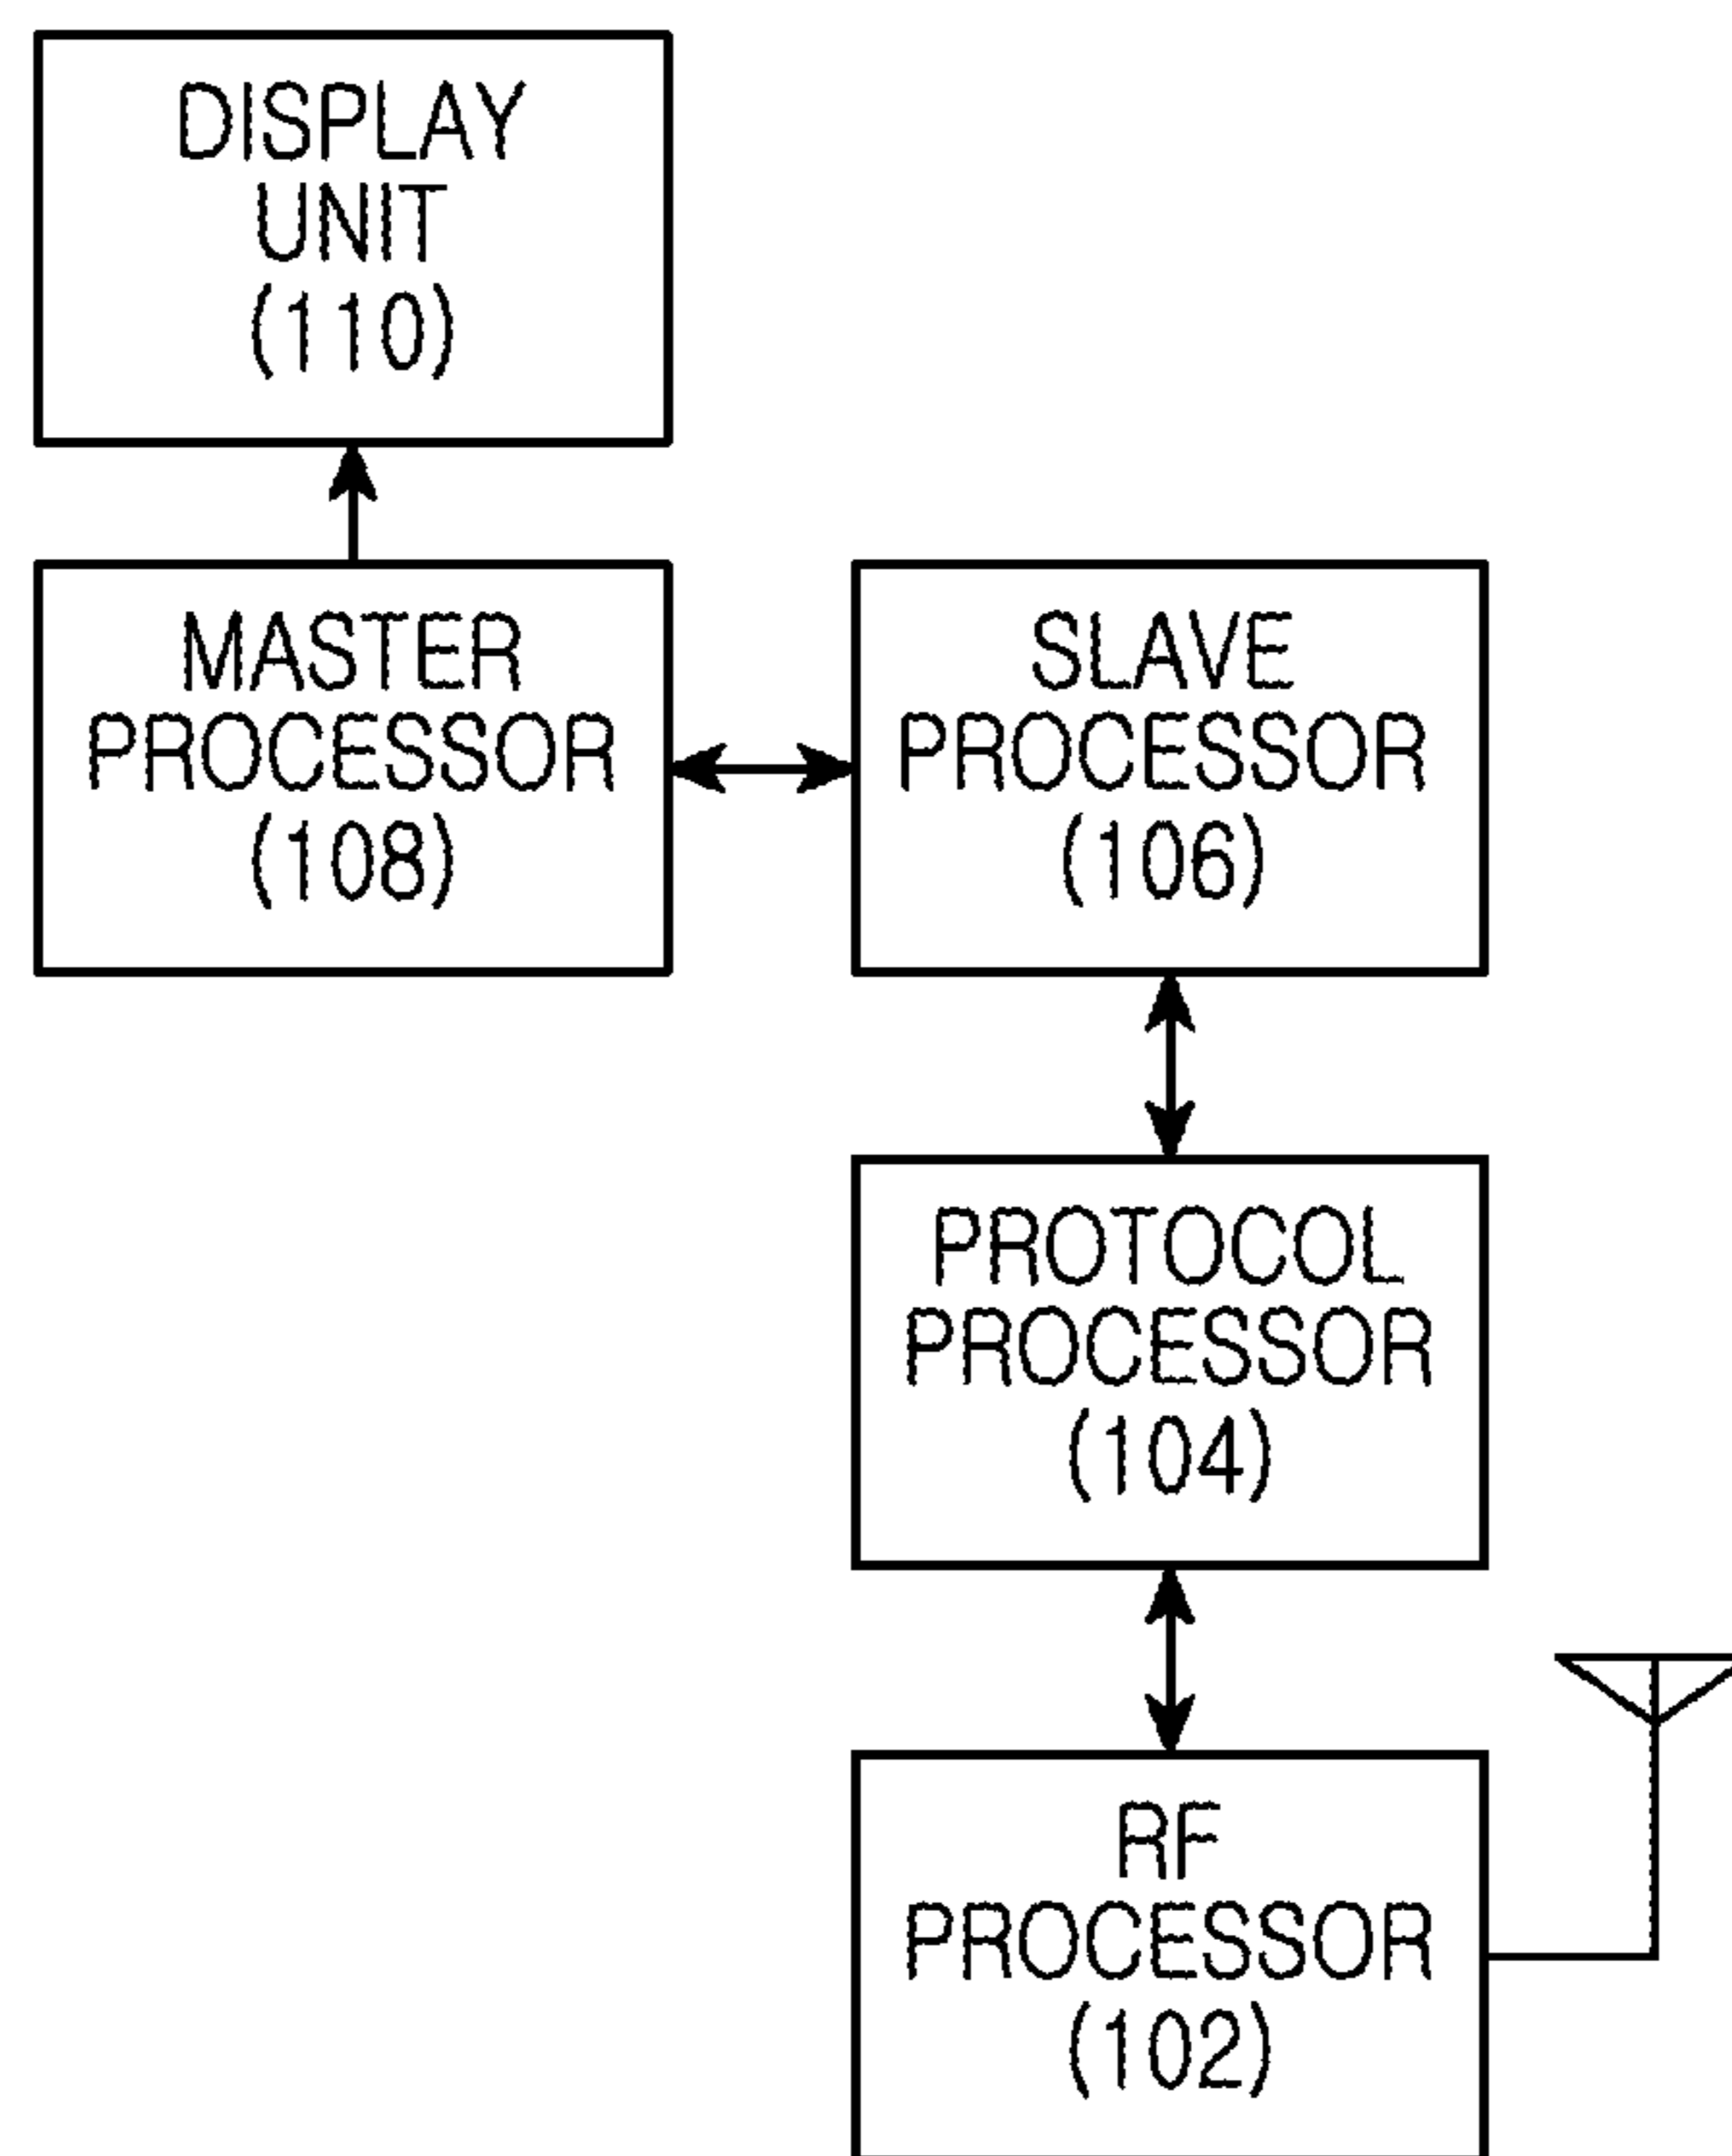 DISPLAY
UNIT
(110)
MASTER
PROCESSOR
(108)
SLAVE
PROCESSOR
(106)
PROTOCOL
PROCESSOR
(104)
RF
PROCESSOR
(102)